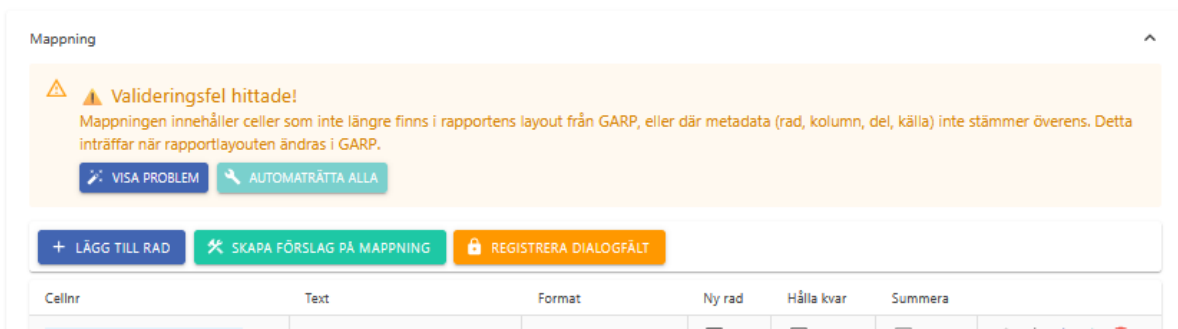 Mappning
Valideringsfel hittade!
Mappningen innehåller celler som inte längre finns i rapportens layout från GARP, eller där metadata (rad, kolumn, del, källa) inte stämmer överens. Detta
inträffar när rapportlayouten ändras i GARP.
VISA PROBLEM AUTOMATRÄTTA ALLA
+ LÄGG TILL RAD SKAPA FÖRSLAG PÅ MAPPNING REGISTRERA DIALOGFÄLT
Cellnr Text Format Ny rad Hålla kvar Summera